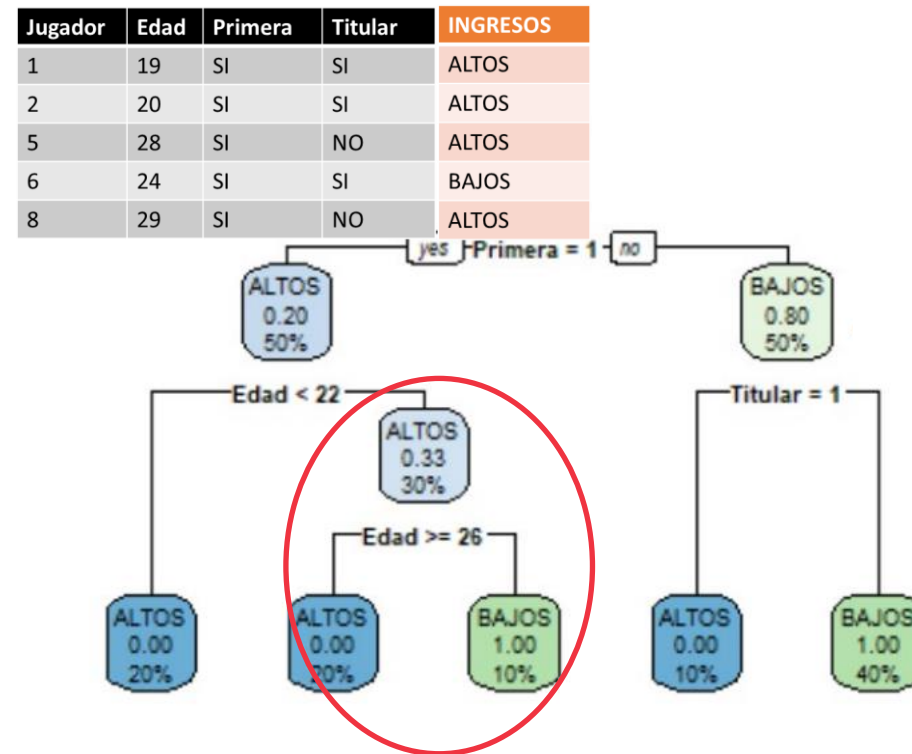 Jugador Edad Primera Titular INGRESOS
1 19 SI SI ALTOS
2 20 SI SI ALTOS
5 28 SI NO ALTOS
6 24 SI SI BAJOS
8 29 SI NO ALTOS
yes Primera = 1 no
ALTOS
0.20
50%
BAJOS
0.80
50%
Edad < 22
Titular = 1
ALTOS
0.33
30%
Edad >= 26
ALTOS
0.00
20%
ALTOS
0.00
20%
BAJOS
1.00
10%
ALTOS
0.00
10%
BAJOS
1.00
40%